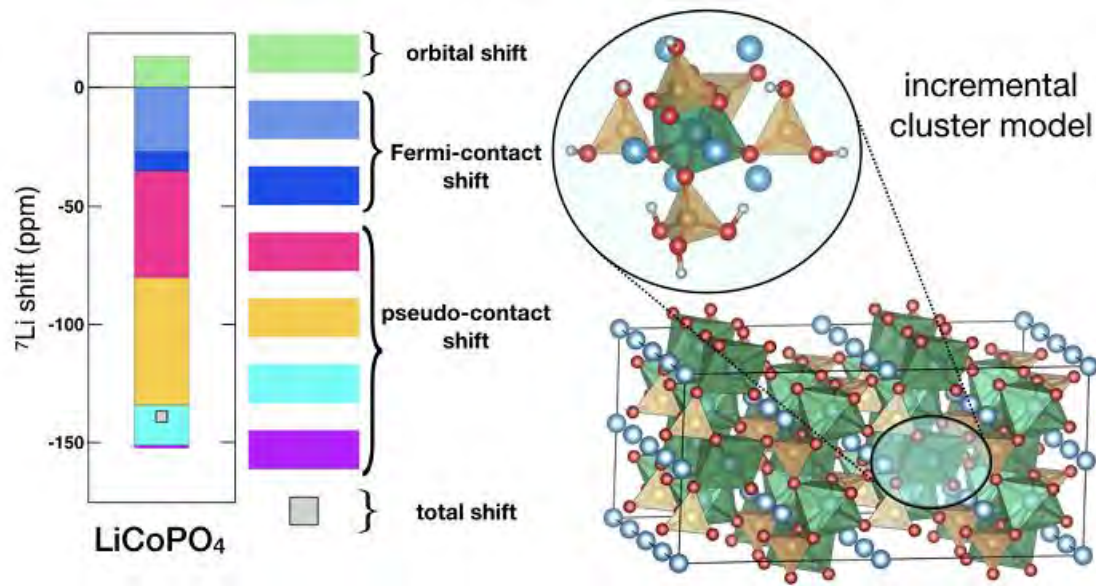 0
-50
-100
-150
⁷Li shift (ppm)
LiCoPO₄
orbital shift
Fermi-contact
shift
pseudo-contact
shift
total shift
incremental
cluster model